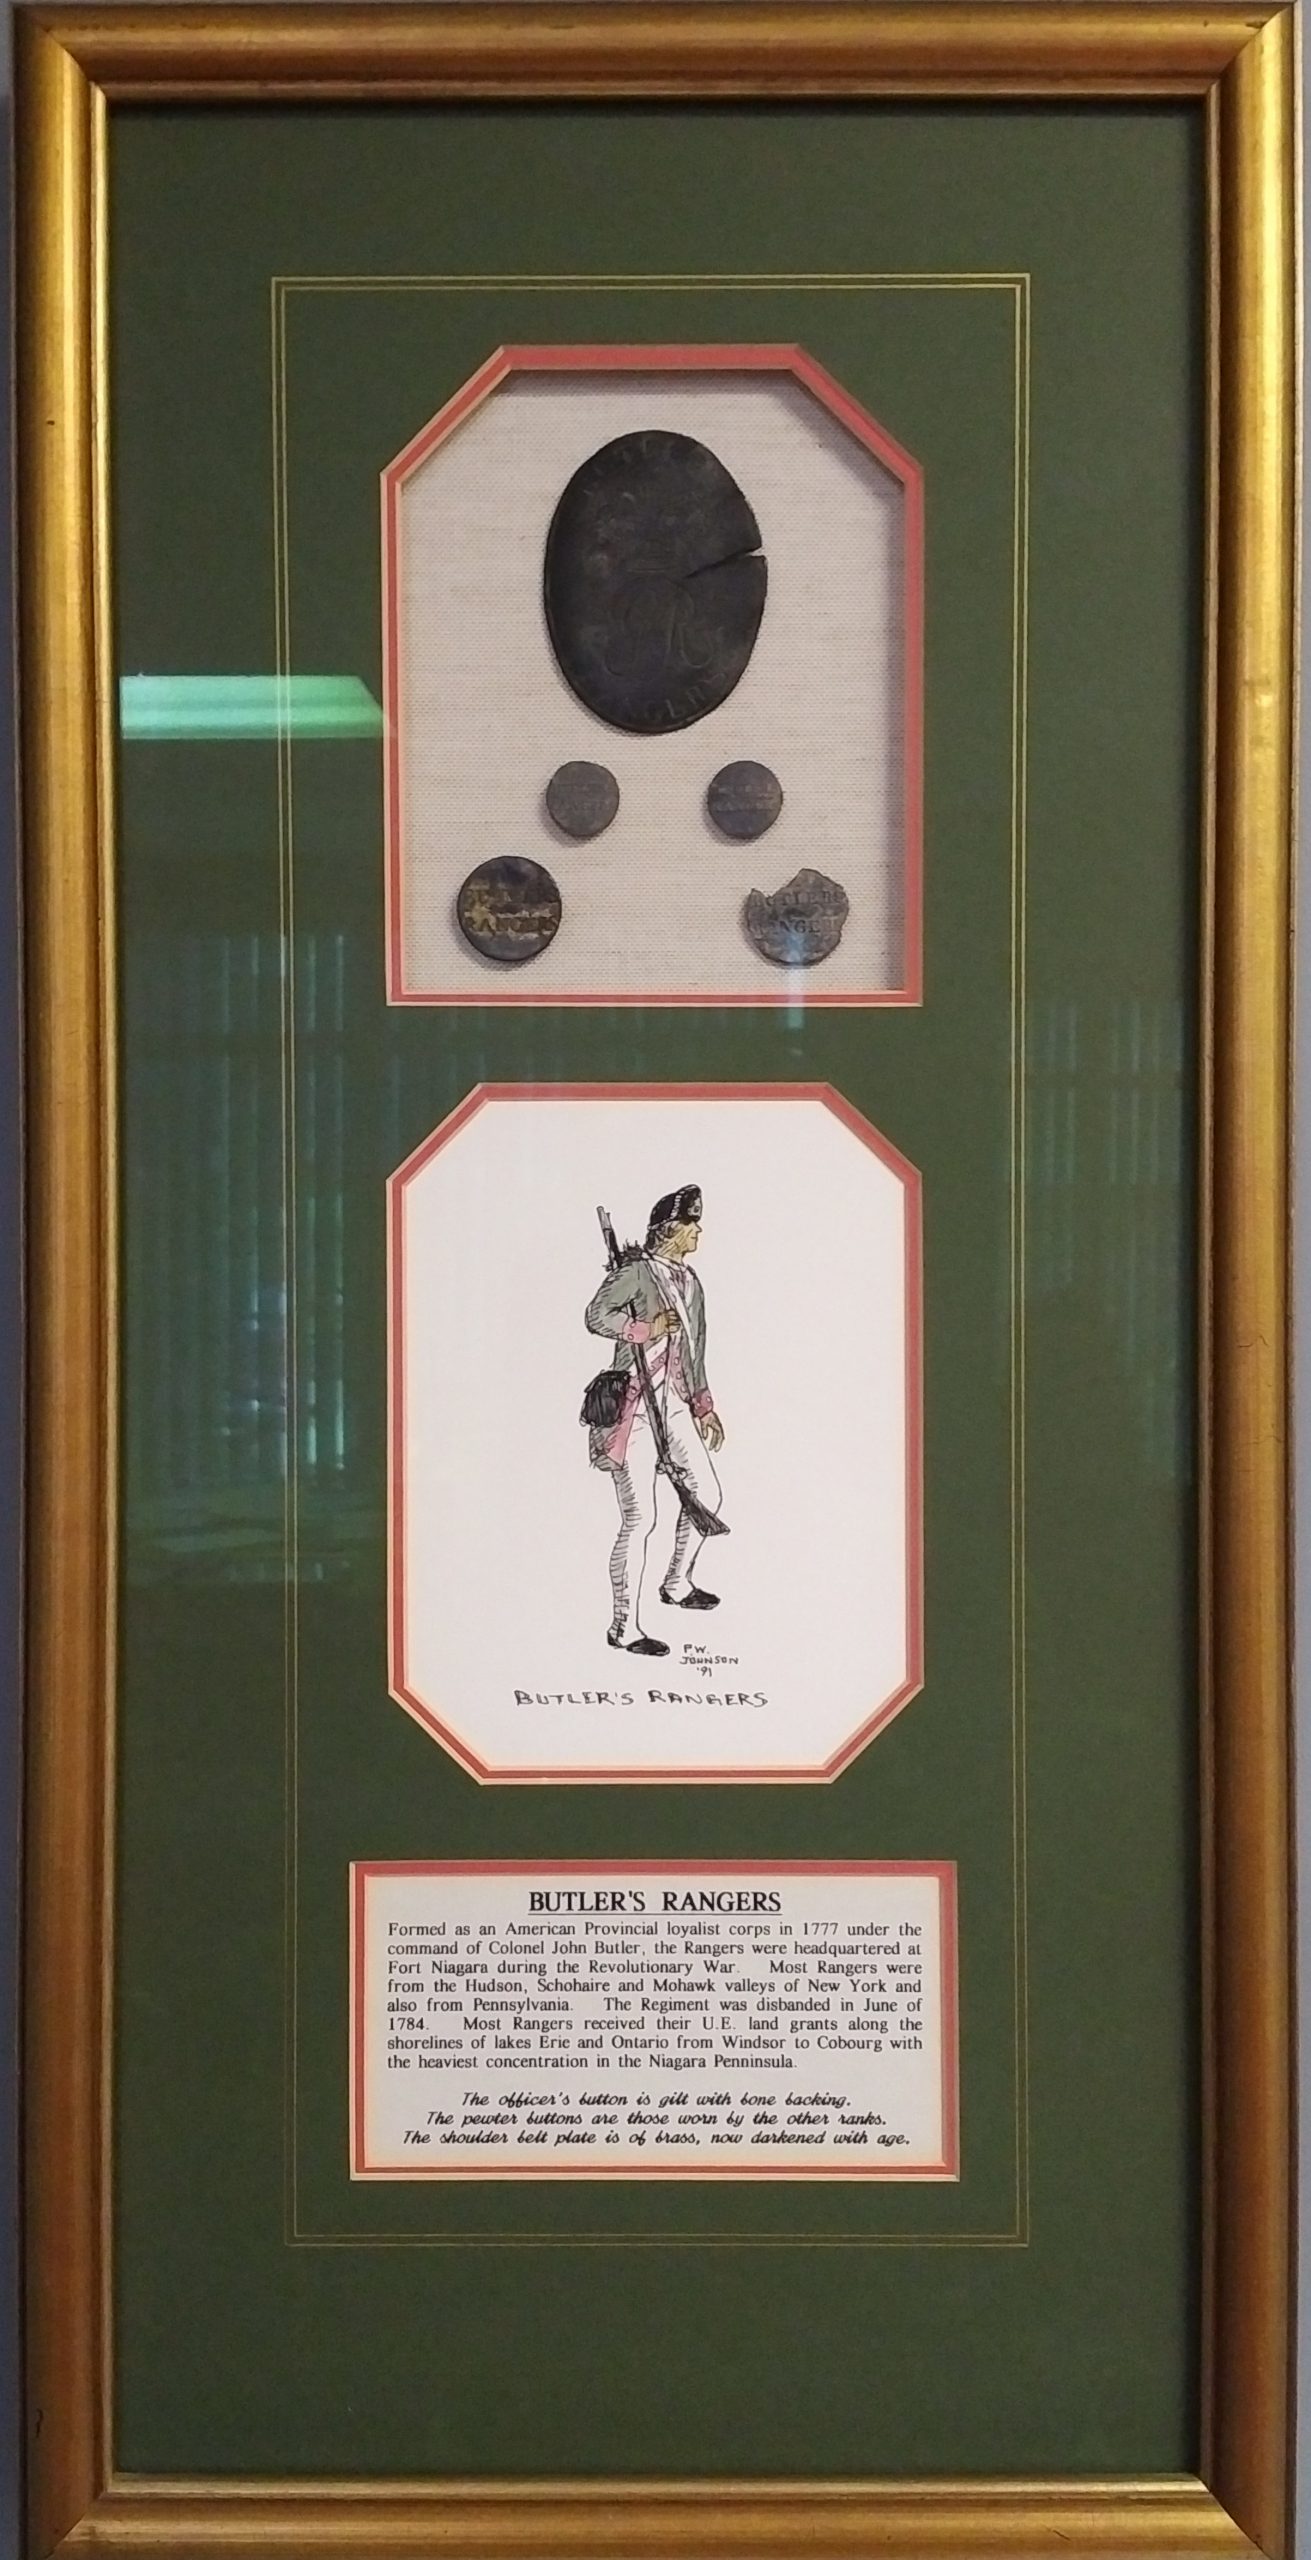 GR
RANGERS
RANGERS
BUTLERS
RANGERS
P.W.
JOHNSON
'91
BUTLER'S RANGERS
BUTLER'S RANGERS
Formed as an American Provincial loyalist corps in 1777 under the
command of Colonel John Butler, the Rangers were headquartered at
Fort Niagara during the Revolutionary War. Most Rangers were
from the Hudson, Schohaire and Mohawk valleys of New York and
also from Pennsylvania. The Regiment was disbanded in June of
1784. Most Rangers received their U.E. land grants along the
shorelines of lakes Erie and Ontario from Windsor to Cobourg with
the heaviest concentration in the Niagara Penninsula.
The officer's button is gilt with bone backing.
The pewter buttons are those worn by the other ranks.
The shoulder belt plate is of brass, now darkened with age.